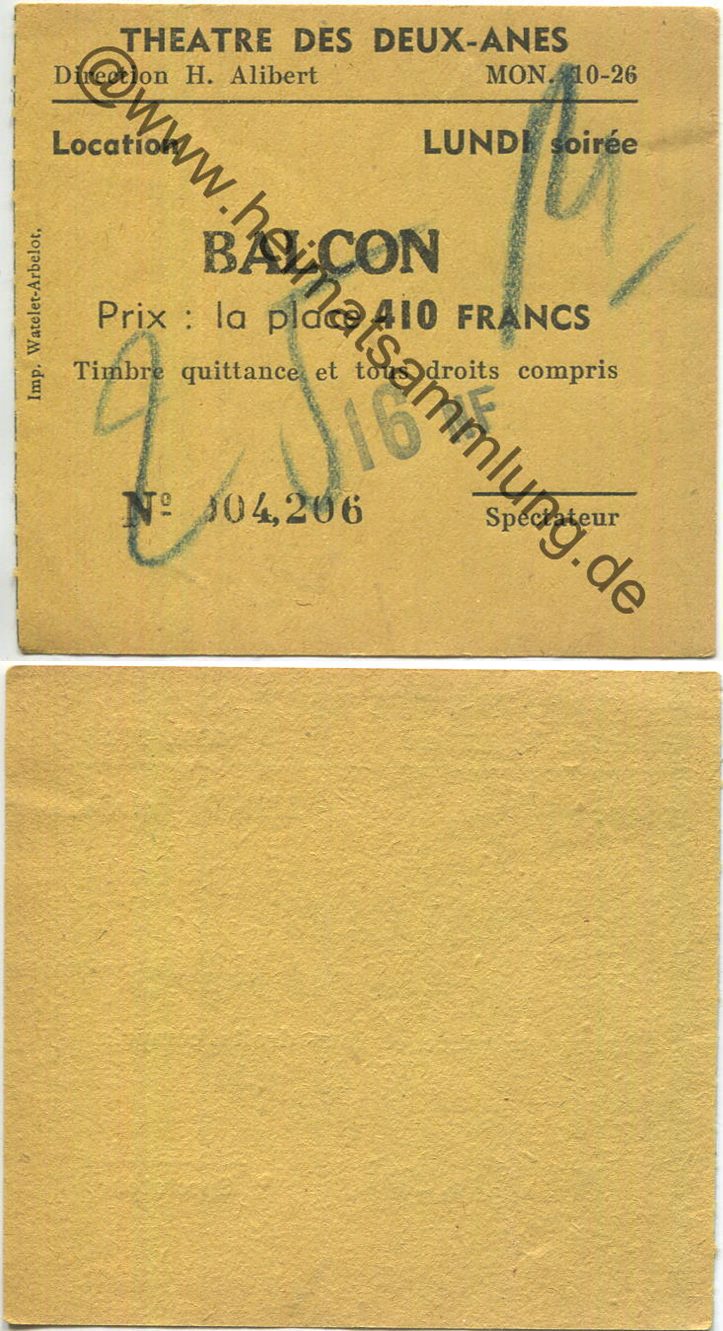 THEATRE DES DEUX-ANES
Direction H. Alibert MON. 10-26
Location LUNDI soirée
BALCON
Prix : la place 410 FRANCS
Timbre quittance et tous droits compris
16
Nº 004,206
Spectateur
Imp. Watelet-Arbelot,
@www.heimatsammlung.de